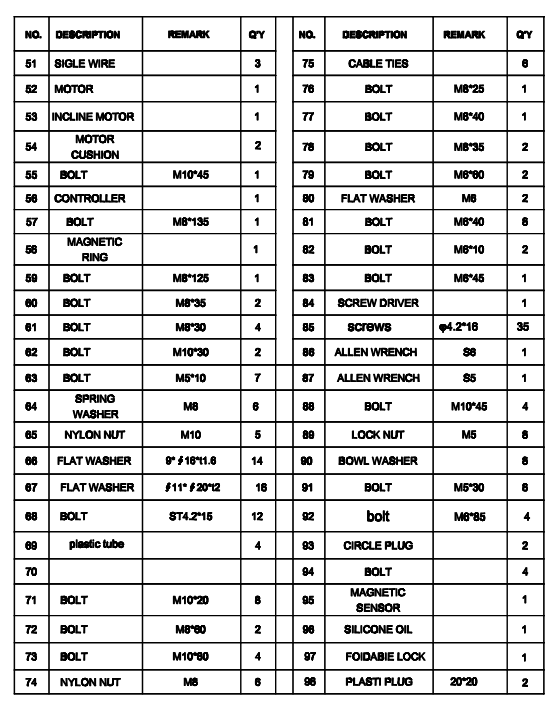 NO. DESCRIPTION REMARK Q'Y
51 SIGLE WIRE 3
52 MOTOR 1
53 INCLINE MOTOR 1
54 MOTOR CUSHION 2
55 BOLT M10*45 1
56 CONTROLLER 1
57 BOLT M8*135 1
58 MAGNETIC RING 1
59 BOLT M8*125 1
60 BOLT M8*35 2
61 BOLT M8*30 4
62 BOLT M10*30 2
63 BOLT M5*10 7
64 SPRING WASHER M8 6
65 NYLON NUT M10 5
66 FLAT WASHER 9* ∮16*t1.6 14
67 FLAT WASHER ∮11* ∮20*t2 16
68 BOLT ST4.2*15 12
69 plastic tube 4
70
71 BOLT M10*20 8
72 BOLT M8*60 2
73 BOLT M10*60 4
74 NYLON NUT M8 6
NO. DESCRIPTION REMARK Q'Y
75 CABLE TIES 6
76 BOLT M8*25 1
77 BOLT M8*40 1
78 BOLT M8*35 2
79 BOLT M6*60 2
80 FLAT WASHER M6 2
81 BOLT M6*40 6
82 BOLT M6*10 2
83 BOLT M6*45 1
84 SCREW DRIVER 1
85 screws φ4.2*16 35
86 ALLEN WRENCH S6 1
87 ALLEN WRENCH S5 1
88 BOLT M10*45 4
89 LOCK NUT M5 8
90 BOWL WASHER 8
91 BOLT M5*30 8
92 bolt M6*85 4
93 CIRCLE PLUG 2
94 BOLT 4
95 MAGNETIC SENSOR 1
96 SILICONE OIL 1
97 FOIDABIE LOCK 1
98 PLASTI PLUG 20*20 2